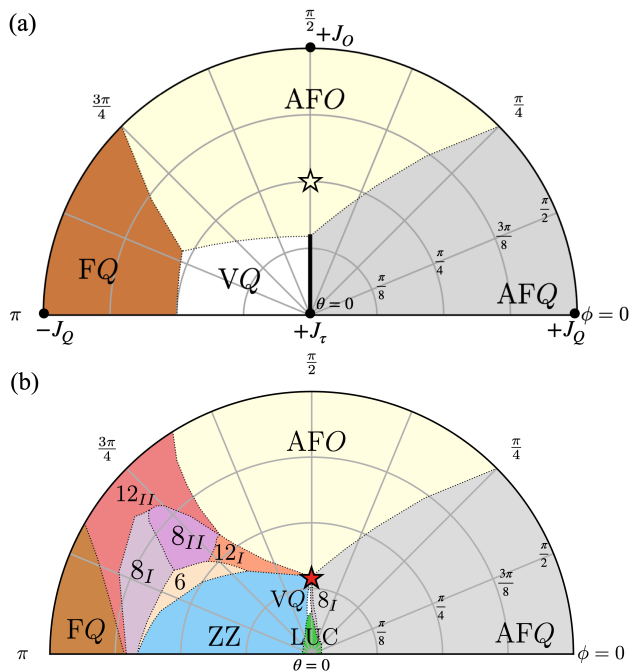 (a)
π/2
+J_O
3π/4
AFO
π/4
π/2
3π/8
FQ
VQ
π/4
π/8
θ = 0
AFQ
π
−J_Q
+J_τ
+J_Q
ϕ = 0
(b)
π/2
3π/4
AFO
π/4
12_II
8_II
12_I
π/2
8_I
6
3π/8
VQ
8_I
π/4
FQ
ZZ
LUC
π/8
AFQ
π
θ = 0
ϕ = 0